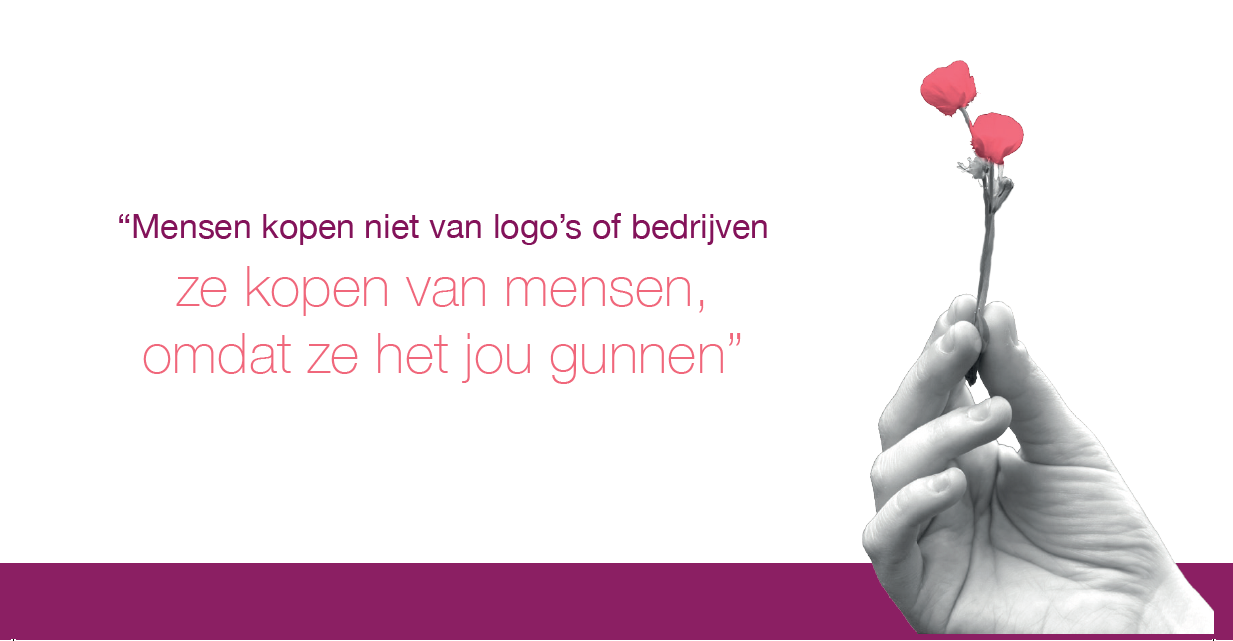 “Mensen kopen niet van logo’s of bedrijven
ze kopen van mensen,
omdat ze het jou gunnen”